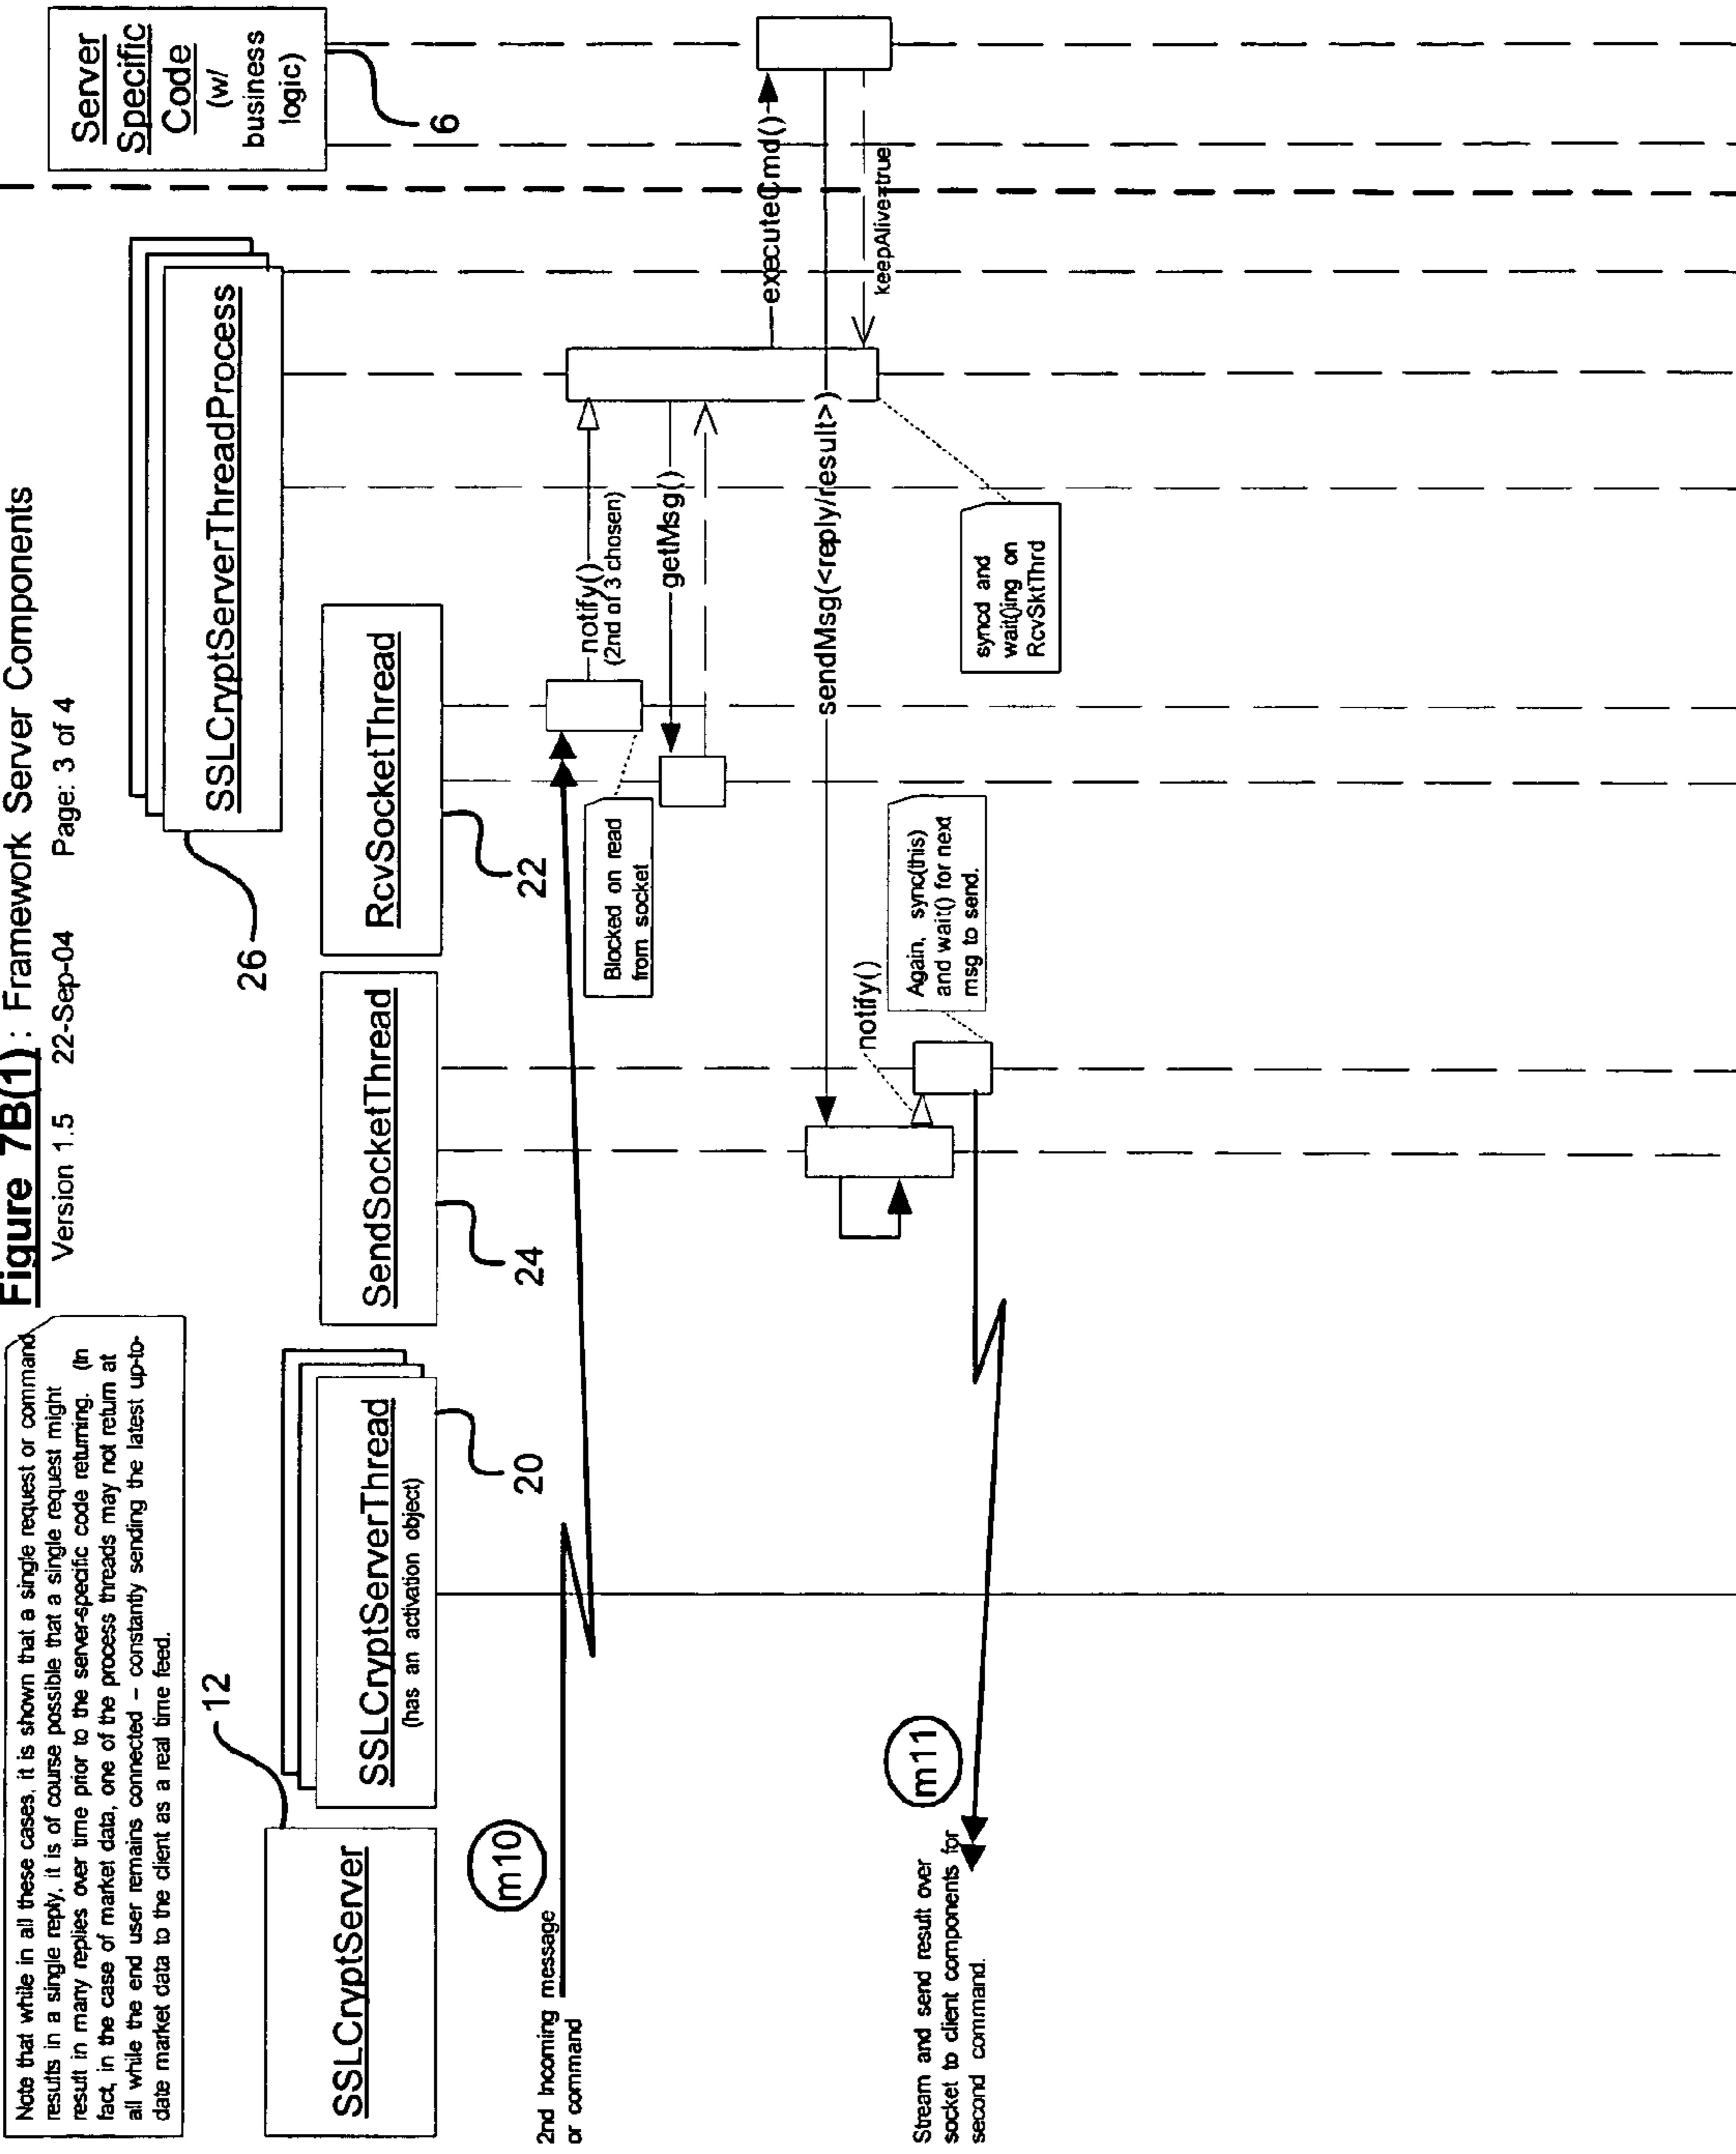 Figure 7B(1): Framework Server Components
Version 1.5 22-Sep-04 Page: 3 of 4
Note that while in all these cases, it is shown that a single request or command
results in a single reply, it is of course possible that a single request might
result in many replies over time prior to the server-specific code returning. (In
fact, in the case of market data, one of the process threads may not return at
all while the end user remains connected – constantly sending the latest up-to-
date market data to the client as a real time feed.
12
SSLCryptServer
SSLCryptServerThread
(has an activation object)
20
SendSocketThread
24
RcvSocketThread
22
SSLCryptServerThreadProcess
26
Server
Specific
Code
(w/
business
logic)
6
m10
2nd Incoming message
or command
notify()
(2nd of 3 chosen)
Blocked on read
from socket
getMsg()
executeCmd()
sendMsg(<reply/result>)
keepAlive=true
notify()
Again, sync(this)
and wait() for next
msg to send.
syncd and
wait()ing on
RcvSktThrd
m11
Stream and send result over
socket to client components for
second command.